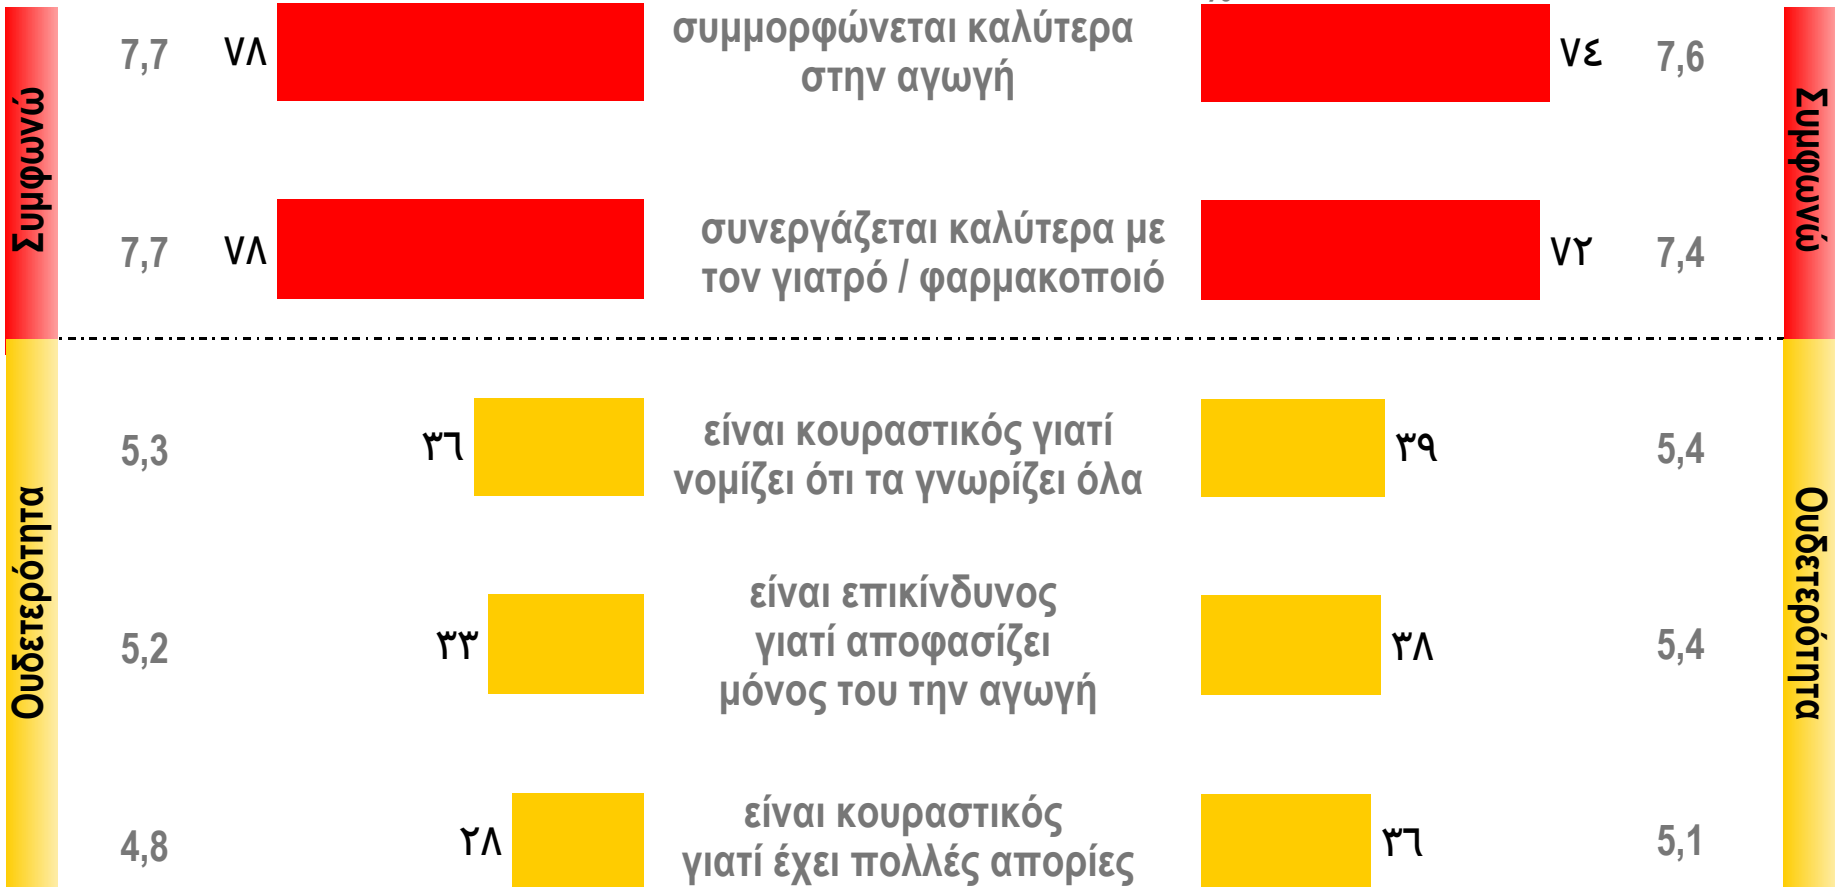 %
συμμορφώνεται καλύτερα
στην αγωγή
7,7 ٧٨
٧٤ 7,6
Συμφωνώ
Συμφωνώ
συνεργάζεται καλύτερα με
τον γιατρό / φαρμακοποιό
7,7 ٧٨
٧٢ 7,4
είναι κουραστικός γιατί
νομίζει ότι τα γνωρίζει όλα
5,3 ٣٦
٣٩ 5,4
Ουδετερότητα
Ουδετερότητα
είναι επικίνδυνος
γιατί αποφασίζει
μόνος του την αγωγή
5,2 ٣٣
٣٨ 5,4
είναι κουραστικός
γιατί έχει πολλές απορίες
4,8 ٢٨
٣٦ 5,1